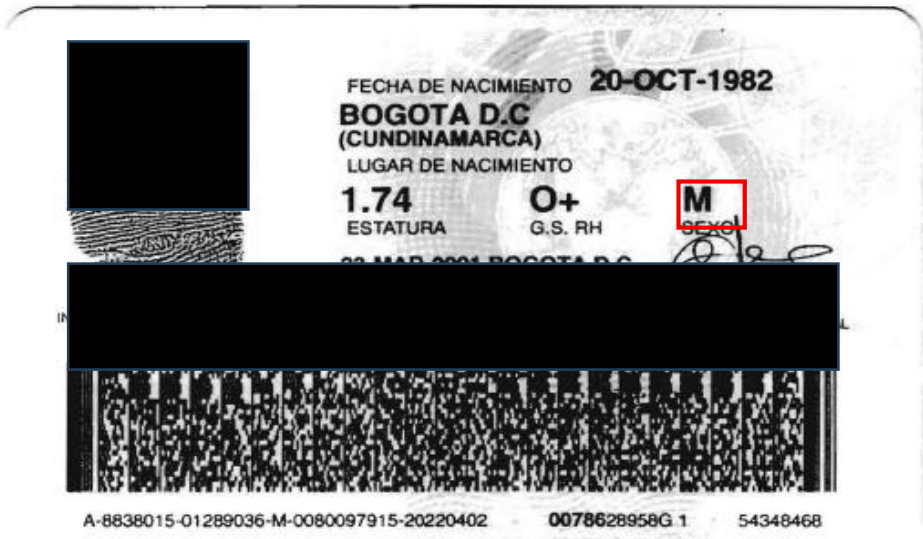 FECHA DE NACIMIENTO 20-OCT-1982
BOGOTA D.C
(CUNDINAMARCA)
LUGAR DE NACIMIENTO
1.74 O+ M
ESTATURA G.S. RH SEXO
A-8838015-01289036-M-0080097915-20220402 0078628958G 1 54348468